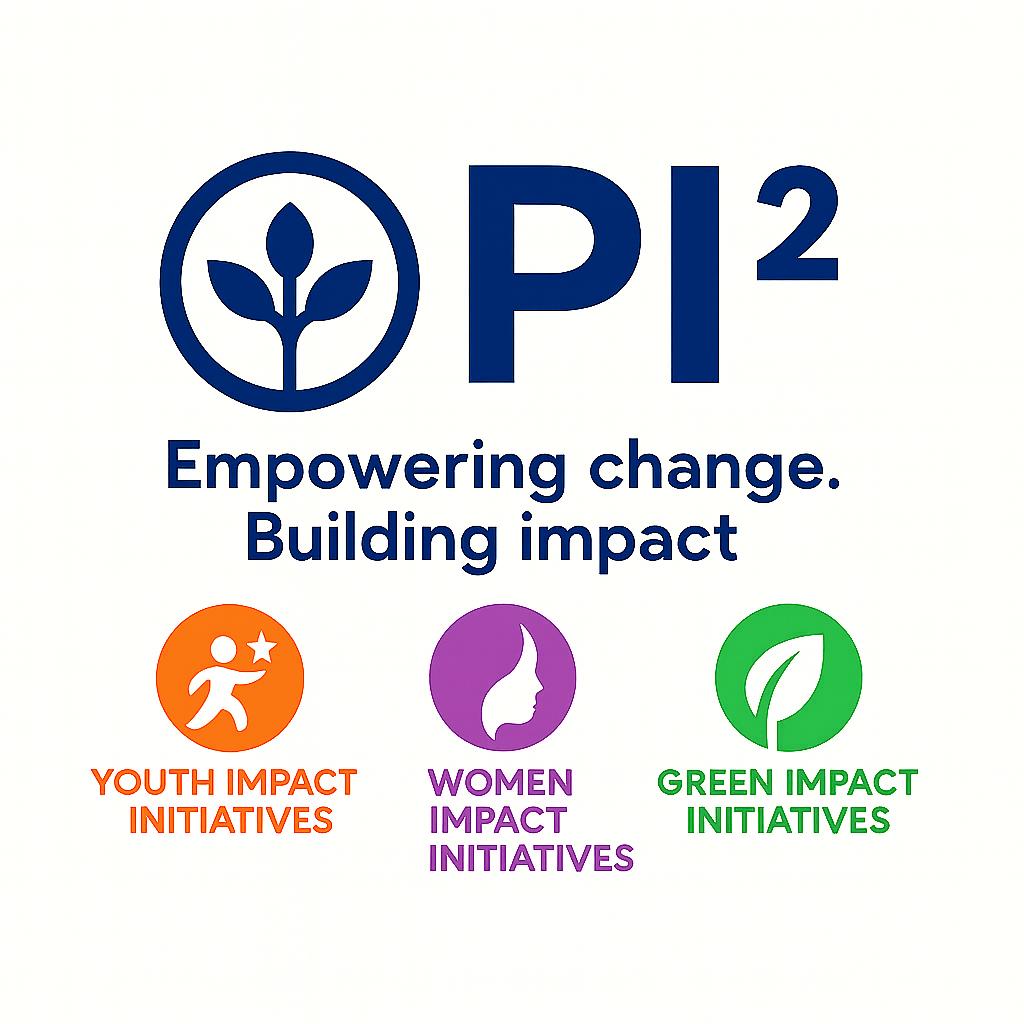 PI²
Empowering change.
Building impact
YOUTH IMPACT
INITIATIVES
WOMEN
IMPACT
INITIATIVES
GREEN IMPACT
INITIATIVES